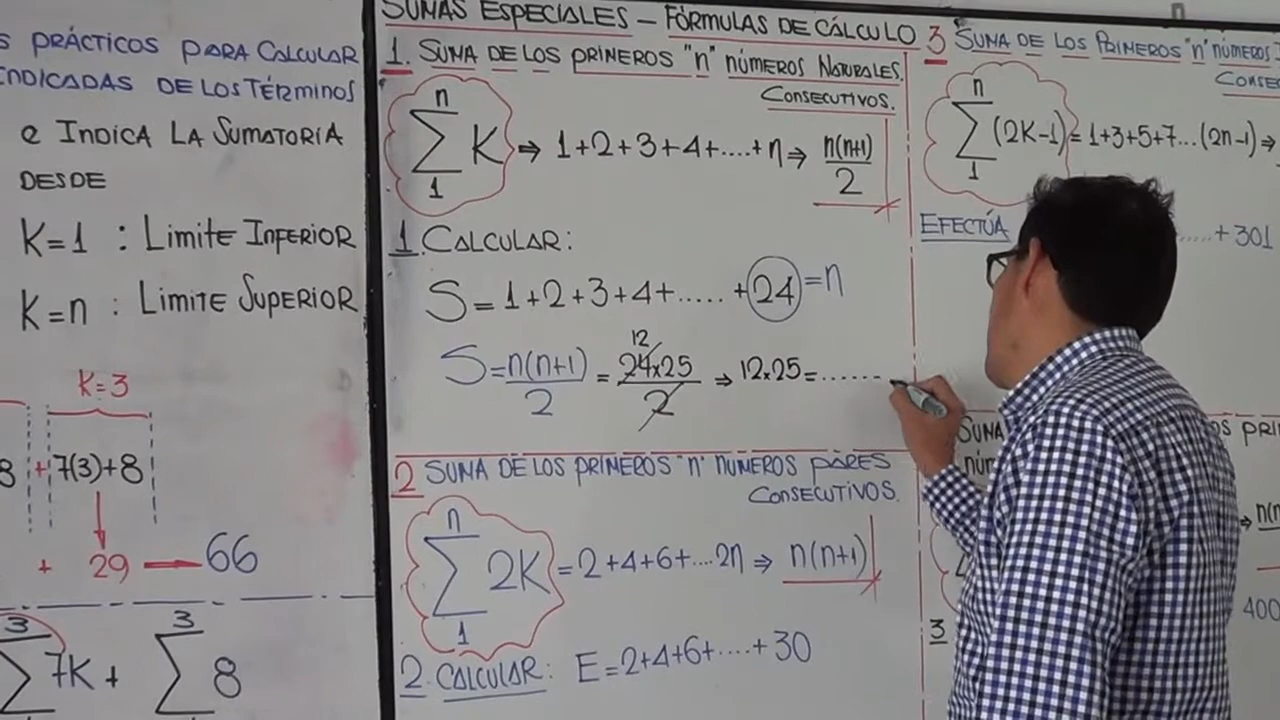 S PRÁCTICOS PARA CALCULAR
INDICADAS DE LOS TÉRMINOS
e INDICA LA SUMATORIA
DESDE
K=1 : LIMITE INFERIOR
K=n : LIMITE SUPERIOR
K=3
8 + 7(3)+8
+ 29 → 66
3 3
∑ 7K + ∑ 8
SUMAS ESPECIALES – FÓRMULAS DE CÁLCULO
1. SUMA DE LOS PRIMEROS "n" NÚMEROS NATURALES
CONSECUTIVOS.
n
∑ K ⇒ 1+2+3+4+....+n ⇒ n(n+1)
1 2
1. CALCULAR:
S=1+2+3+4+..... +24=n
12
S=n(n+1) = 24x25 ⇒ 12x25=......
2 2
2 SUMA DE LOS PRIMEROS "n" NUMEROS PARES
CONSECUTIVOS.
n
∑ 2K =2+4+6+....2n ⇒ n(n+1)
1
2. CALCULAR: E=2+4+6+....+30
3 SUMA DE LOS PRIMEROS "n" NÚMEROS
n
∑ (2K-1)=1+3+5+7...(2n-1) ⇒
1
EFECTÚA
.....+301
SUMA
⇒ n(n
400
3